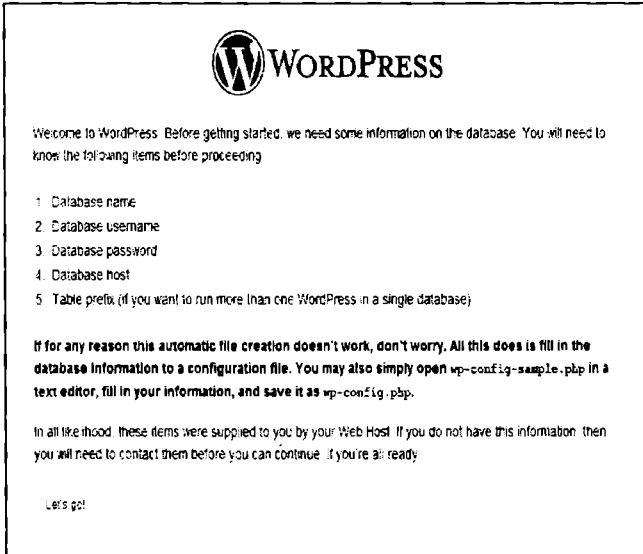 WORDPRESS
Welcome to WordPress. Before getting started, we need some information on the database. You will need to
know the following items before proceeding.
1. Database name
2. Database username
3. Database password
4. Database host
5. Table prefix (if you want to run more than one WordPress in a single database)
If for any reason this automatic file creation doesn't work, don't worry. All this does is fill in the
database information to a configuration file. You may also simply open wp-config-sample.php in a
text editor, fill in your information, and save it as wp-config.php.
In all likelihood, these items were supplied to you by your Web Host. If you do not have this information, then
you will need to contact them before you can continue. If you're all ready
Let's go!